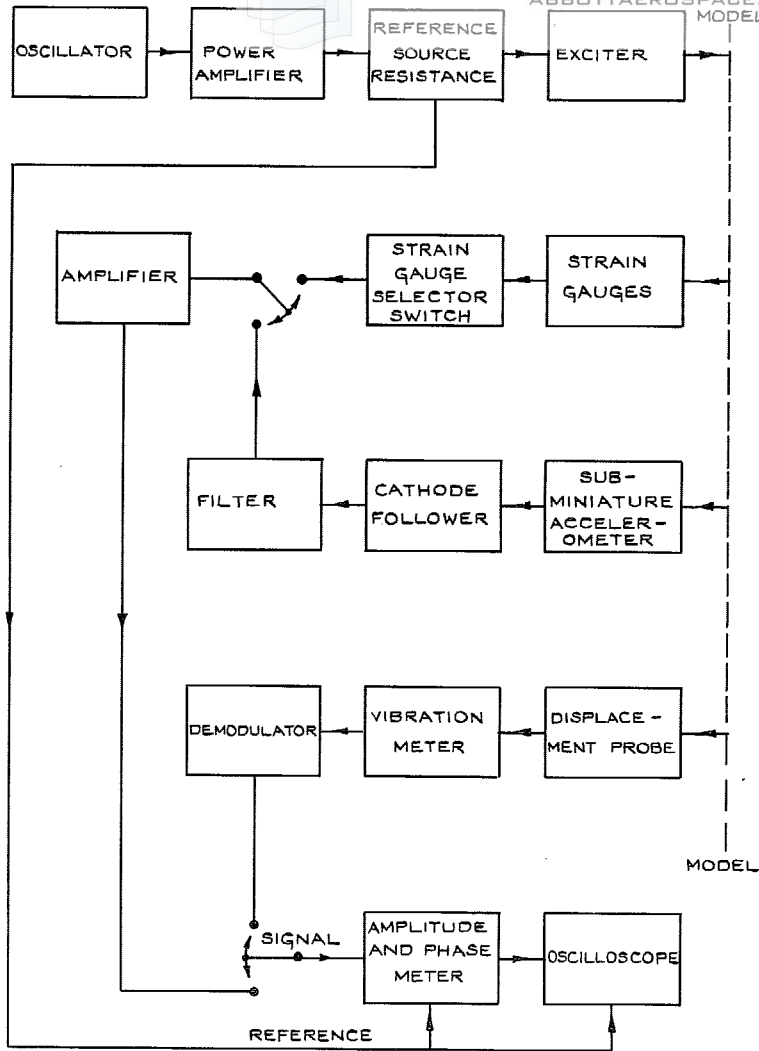 ABBOTTAEROSPACE.
MODEL
OSCILLATOR
POWER
AMPLIFIER
REFERENCE
SOURCE
RESISTANCE
EXCITER
AMPLIFIER
STRAIN
GAUGE
SELECTOR
SWITCH
STRAIN
GAUGES
FILTER
CATHODE
FOLLOWER
SUB-
MINIATURE
ACCELER-
OMETER
DEMODULATOR
VIBRATION
METER
DISPLACE-
MENT PROBE
MODEL
SIGNAL
AMPLITUDE
AND PHASE
METER
OSCILLOSCOPE
REFERENCE